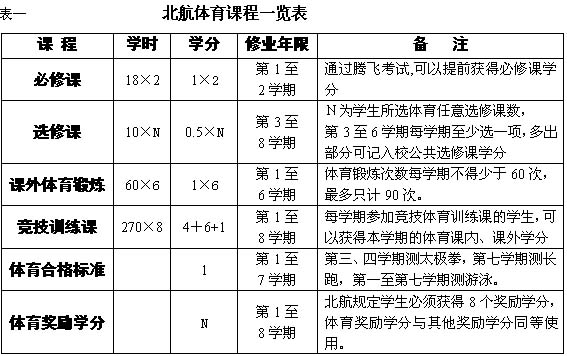 表一
北航体育课程一览表
课 程 学时 学分 修业年限 备 注
必修课 18×2 1×2 第 1 至 2 学期 通过腾飞考试,可以提前获得必修课学分
选修课 10×N 0.5×N 第 3 至 8 学期 N为学生所选体育任意选修课数，
第 3 至 6 学期每学期至少选一项，多出部分可记入校公共选修课学分
课外体育锻炼 60×6 1×6 第 1 至 6 学期 体育锻炼次数每学期不得少于 60 次，最多只计 90 次。
竞技训练课 270×8 4＋6+1 第 1 至 8 学期 每学期参加竞技体育训练课的学生，可以获得本学期的体育课内、课外学分
体育合格标准 1 第 1 至 7 学期 第三、四学期测太极拳，第七学期测长跑，第一至第七学期测游泳。
体育奖励学分 N 第 1 至 8 学期 北航规定学生必须获得 8 个奖励学分，体育奖励学分与其他奖励学分同等使用。